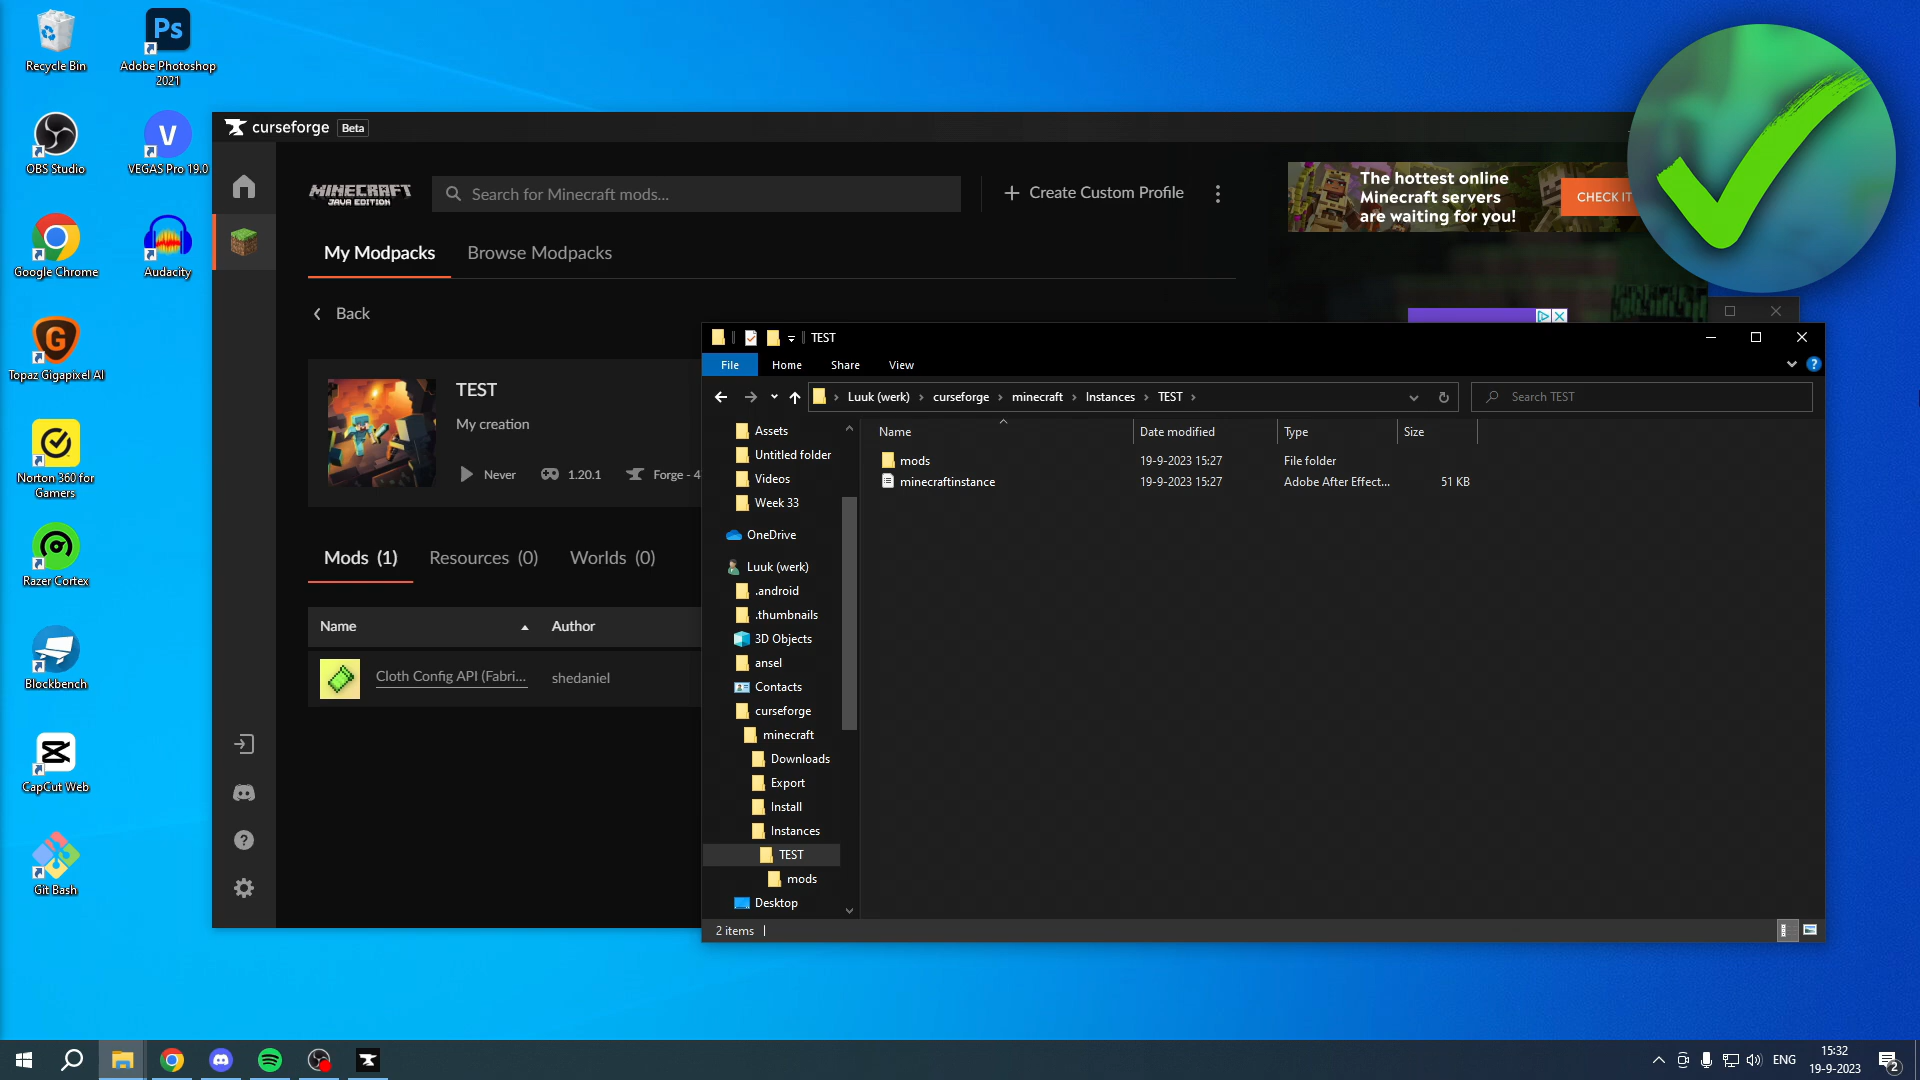 Recycle Bin
Adobe Photoshop
2021
OBS Studio
VEGAS Pro 19.0
Google Chrome
Audacity
Topaz Gigapixel AI
Norton 360 for
Gamers
Razer Cortex
Blockbench
CapCut Web
Git Bash
curseforge Beta
MINECRAFT
JAVA EDITION
Search for Minecraft mods...
Create Custom Profile
The hottest online
Minecraft servers
are waiting for you!
CHECK IT
My Modpacks
Browse Modpacks
Back
TEST
My creation
Never
1.20.1
Forge - 4
Mods (1)
Resources (0)
Worlds (0)
Name
Author
Cloth Config API (Fabri...
shedaniel
TEST
File
Home
Share
View
Luuk (werk) › curseforge › minecraft › Instances › TEST ›
Search TEST
Assets
Untitled folder
Videos
Week 33
OneDrive
Luuk (werk)
.android
.thumbnails
3D Objects
ansel
Contacts
curseforge
minecraft
Downloads
Export
Install
Instances
TEST
mods
Desktop
Name
Date modified
Type
Size
mods
19-9-2023 15:27
File folder
minecraftinstance
19-9-2023 15:27
Adobe After Effect...
51 KB
2 items
ENG
15:32
19-9-2023
2